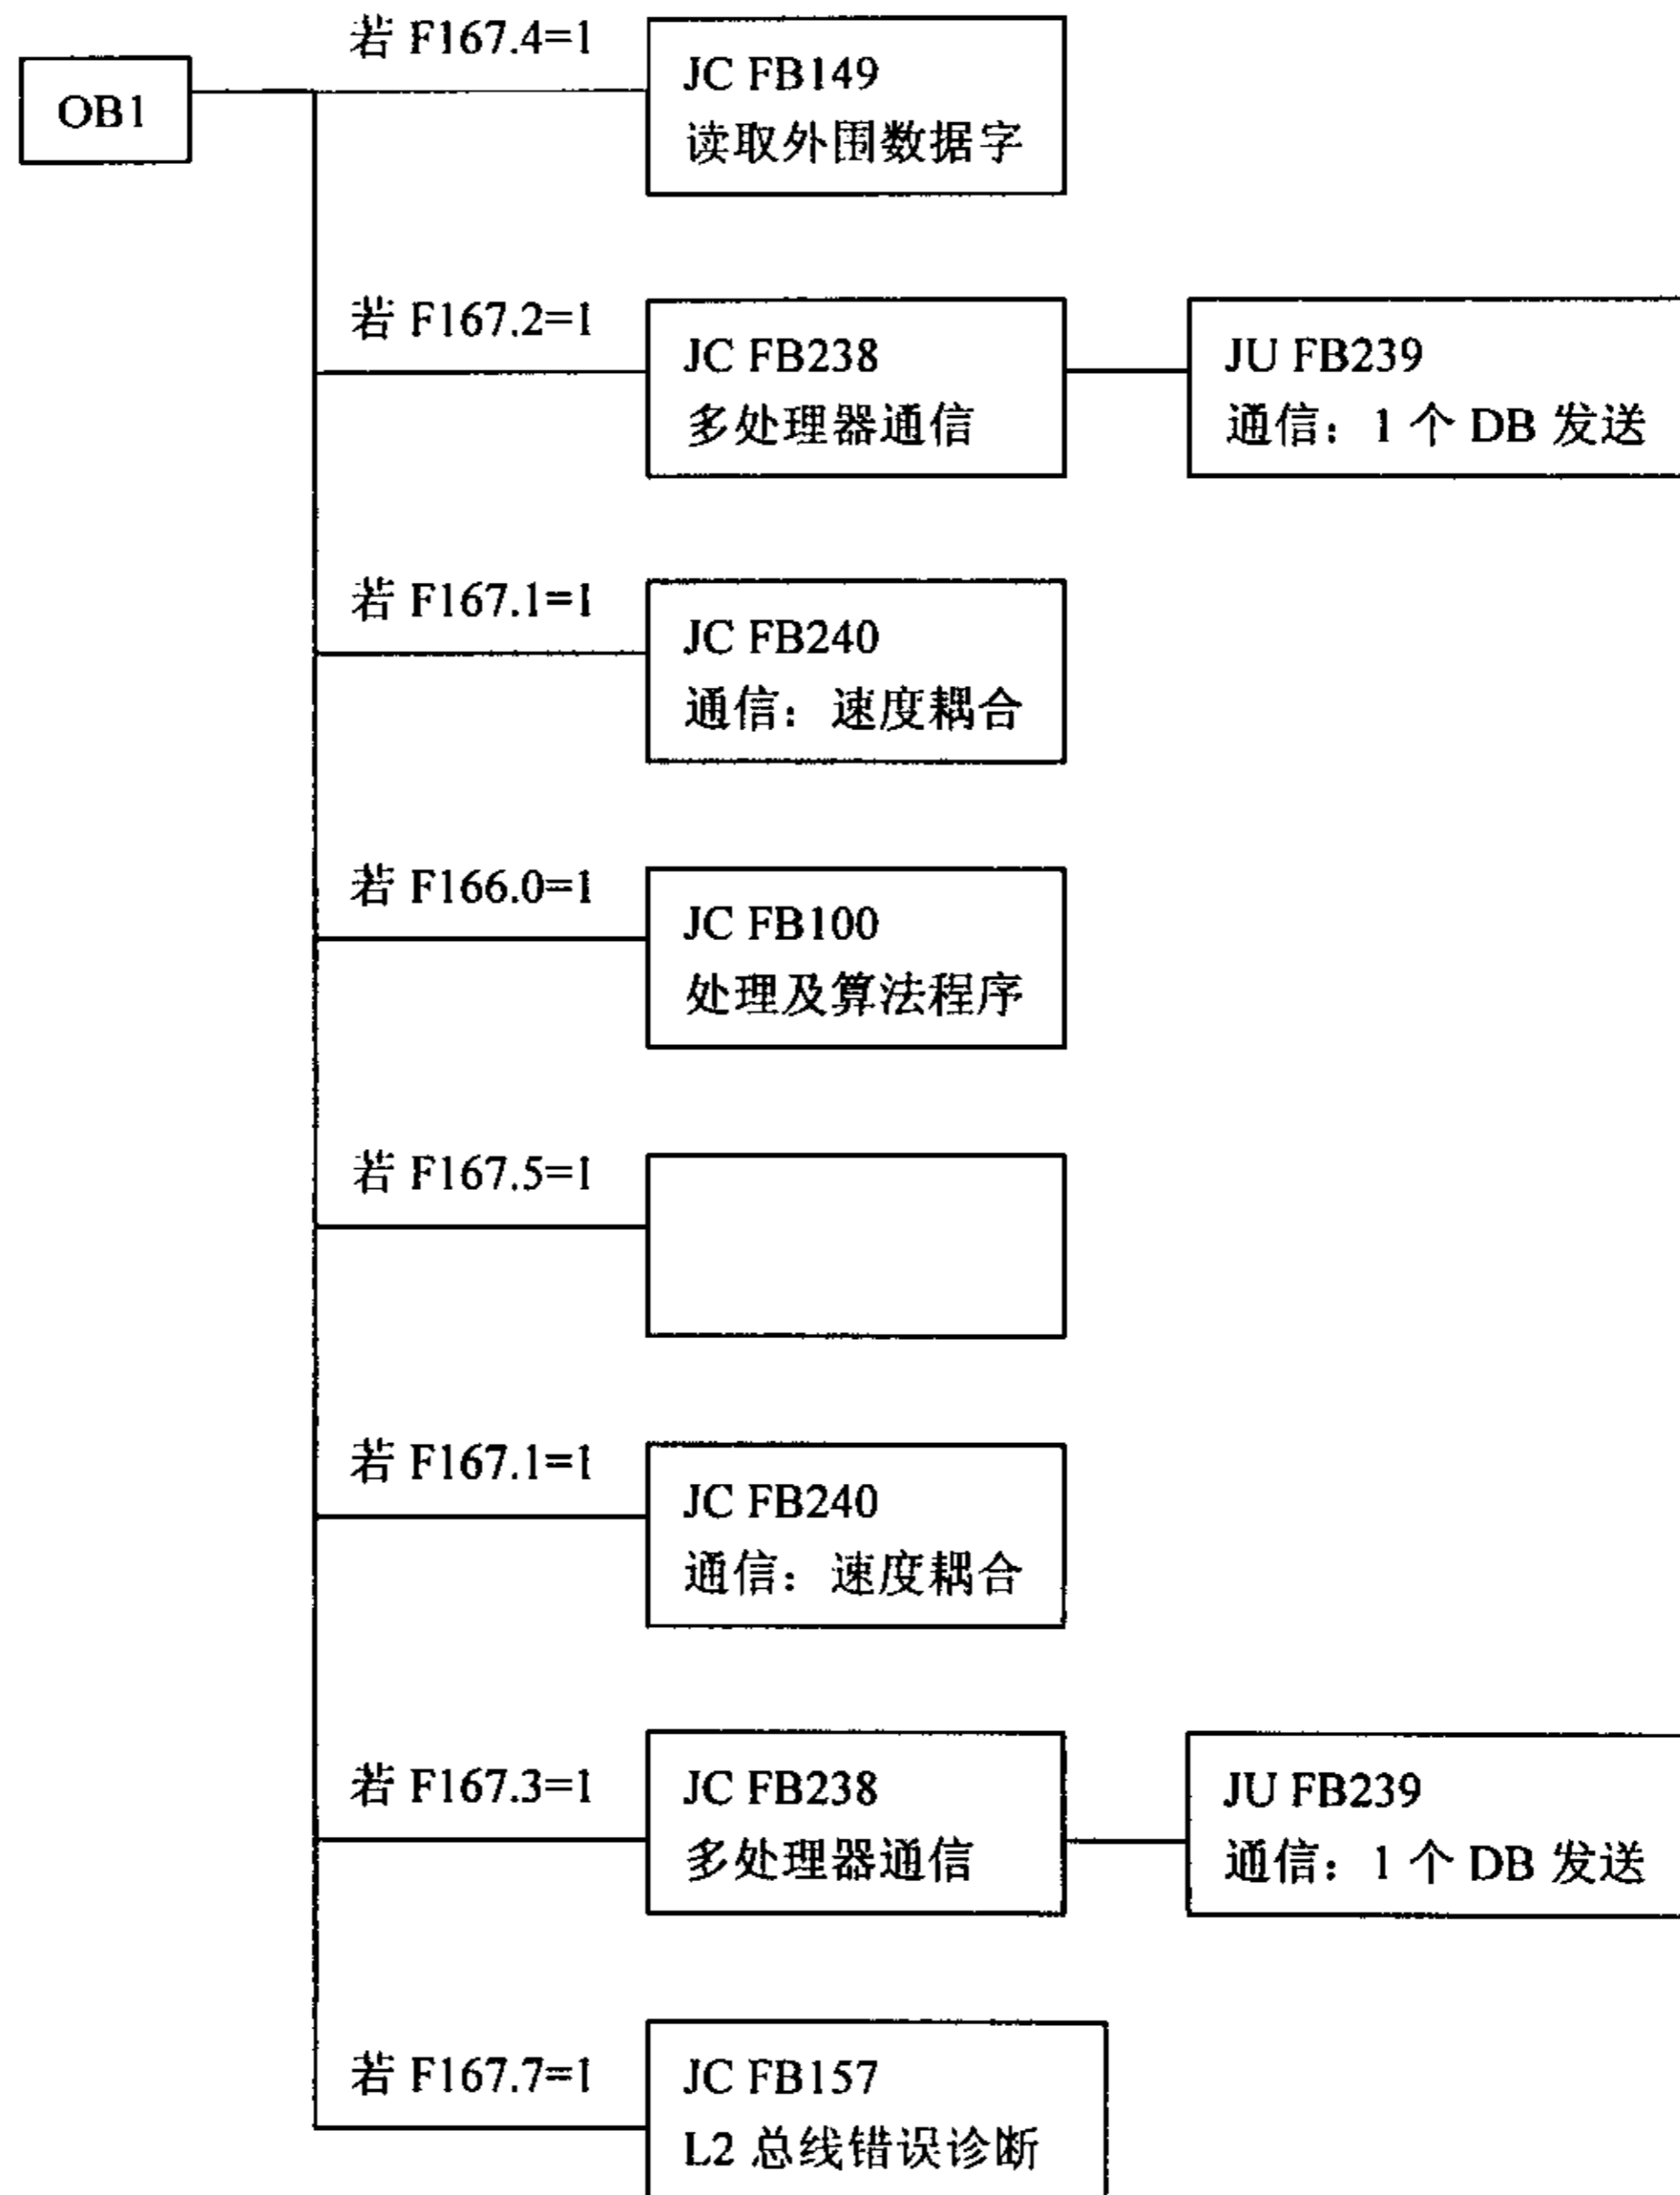 OB1
若 F167.4=1
JC FB149
读取外围数据字
若 F167.2=1
JC FB238
多处理器通信
JU FB239
通信：1 个 DB 发送
若 F167.1=1
JC FB240
通信：速度耦合
若 F166.0=1
JC FB100
处理及算法程序
若 F167.5=1
若 F167.1=1
JC FB240
通信：速度耦合
若 F167.3=1
JC FB238
多处理器通信
JU FB239
通信：1 个 DB 发送
若 F167.7=1
JC FB157
L2 总线错误诊断